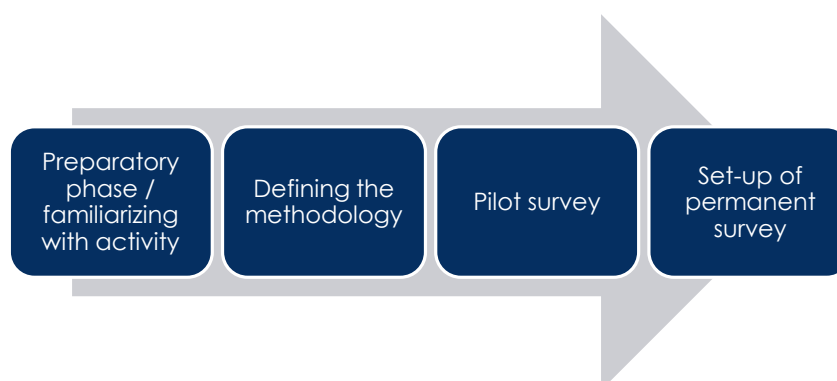 Preparatory
phase /
familiarizing
with activity
Defining the
methodology
Pilot survey
Set-up of
permanent
survey